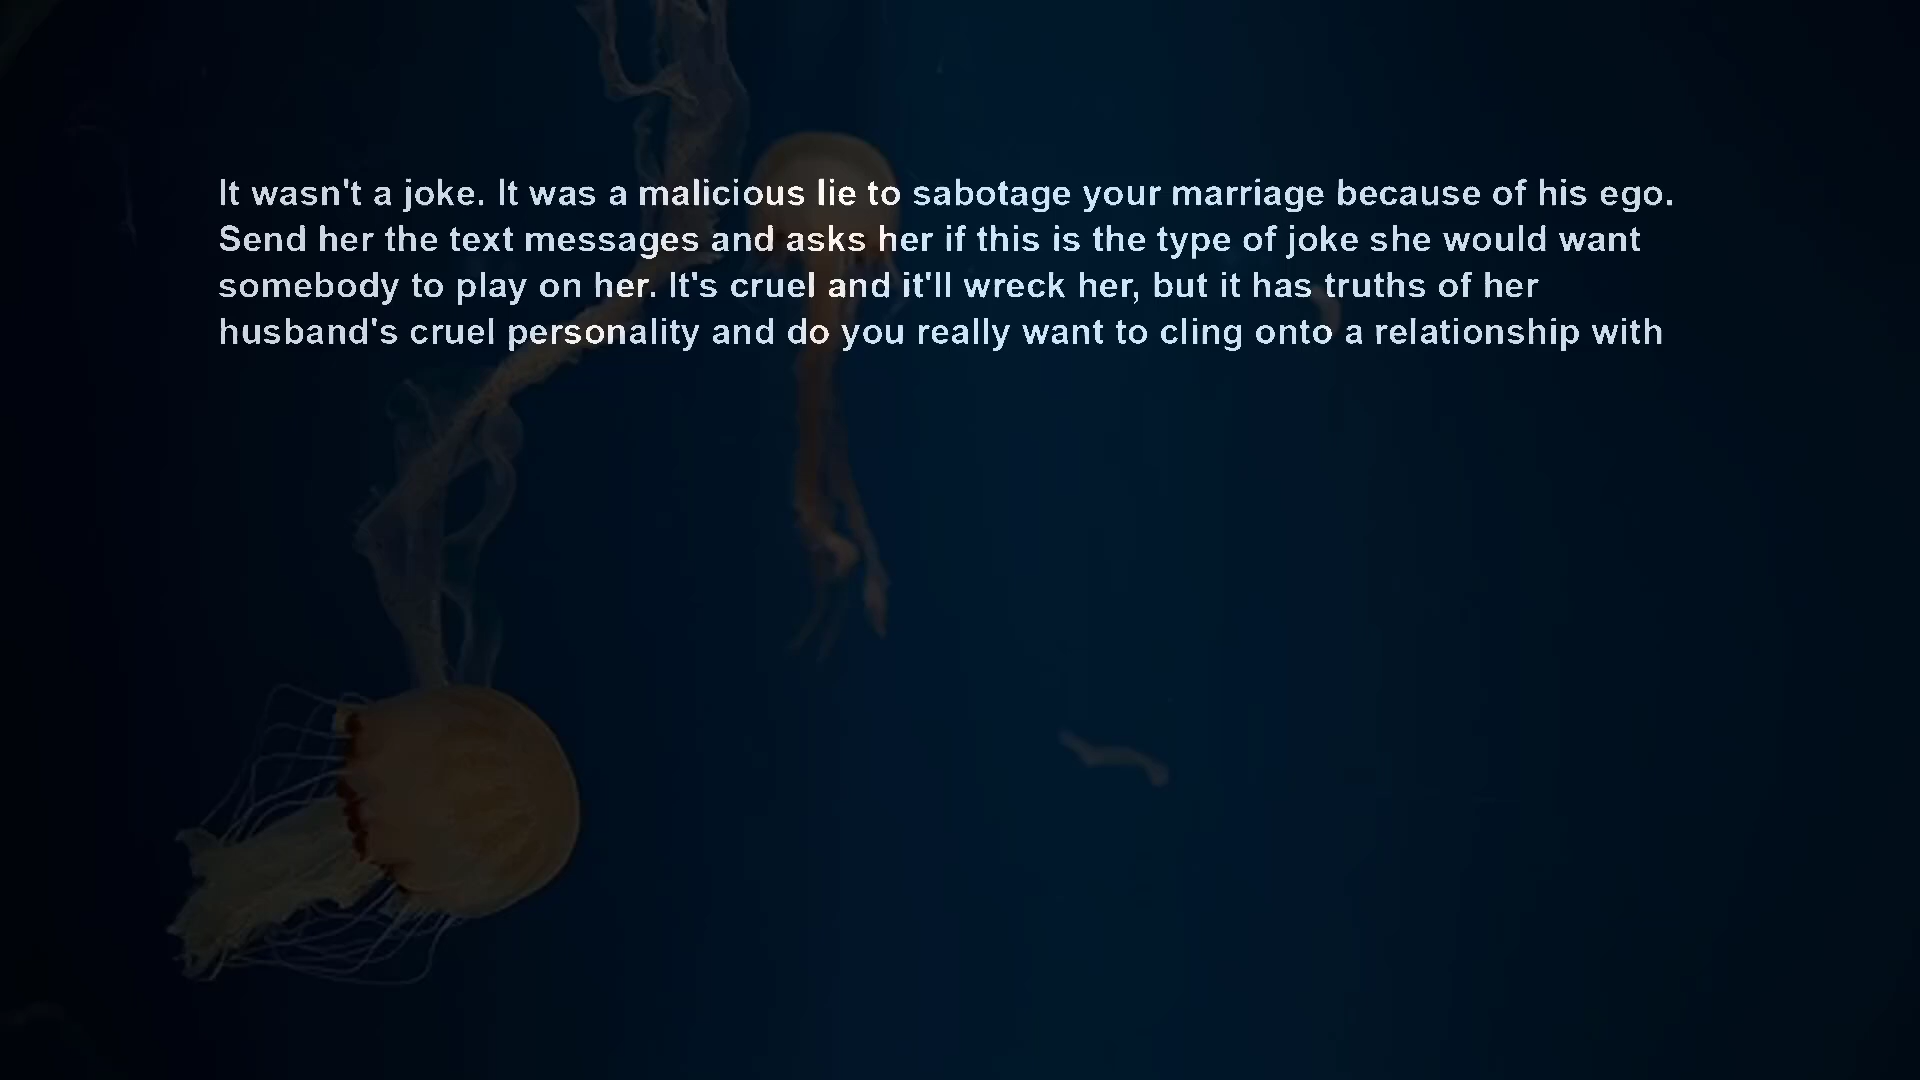 It wasn't a joke. It was a malicious lie to sabotage your marriage because of his ego.
Send her the text messages and asks her if this is the type of joke she would want
somebody to play on her. It's cruel and it'll wreck her, but it has truths of her
husband's cruel personality and do you really want to cling onto a relationship with